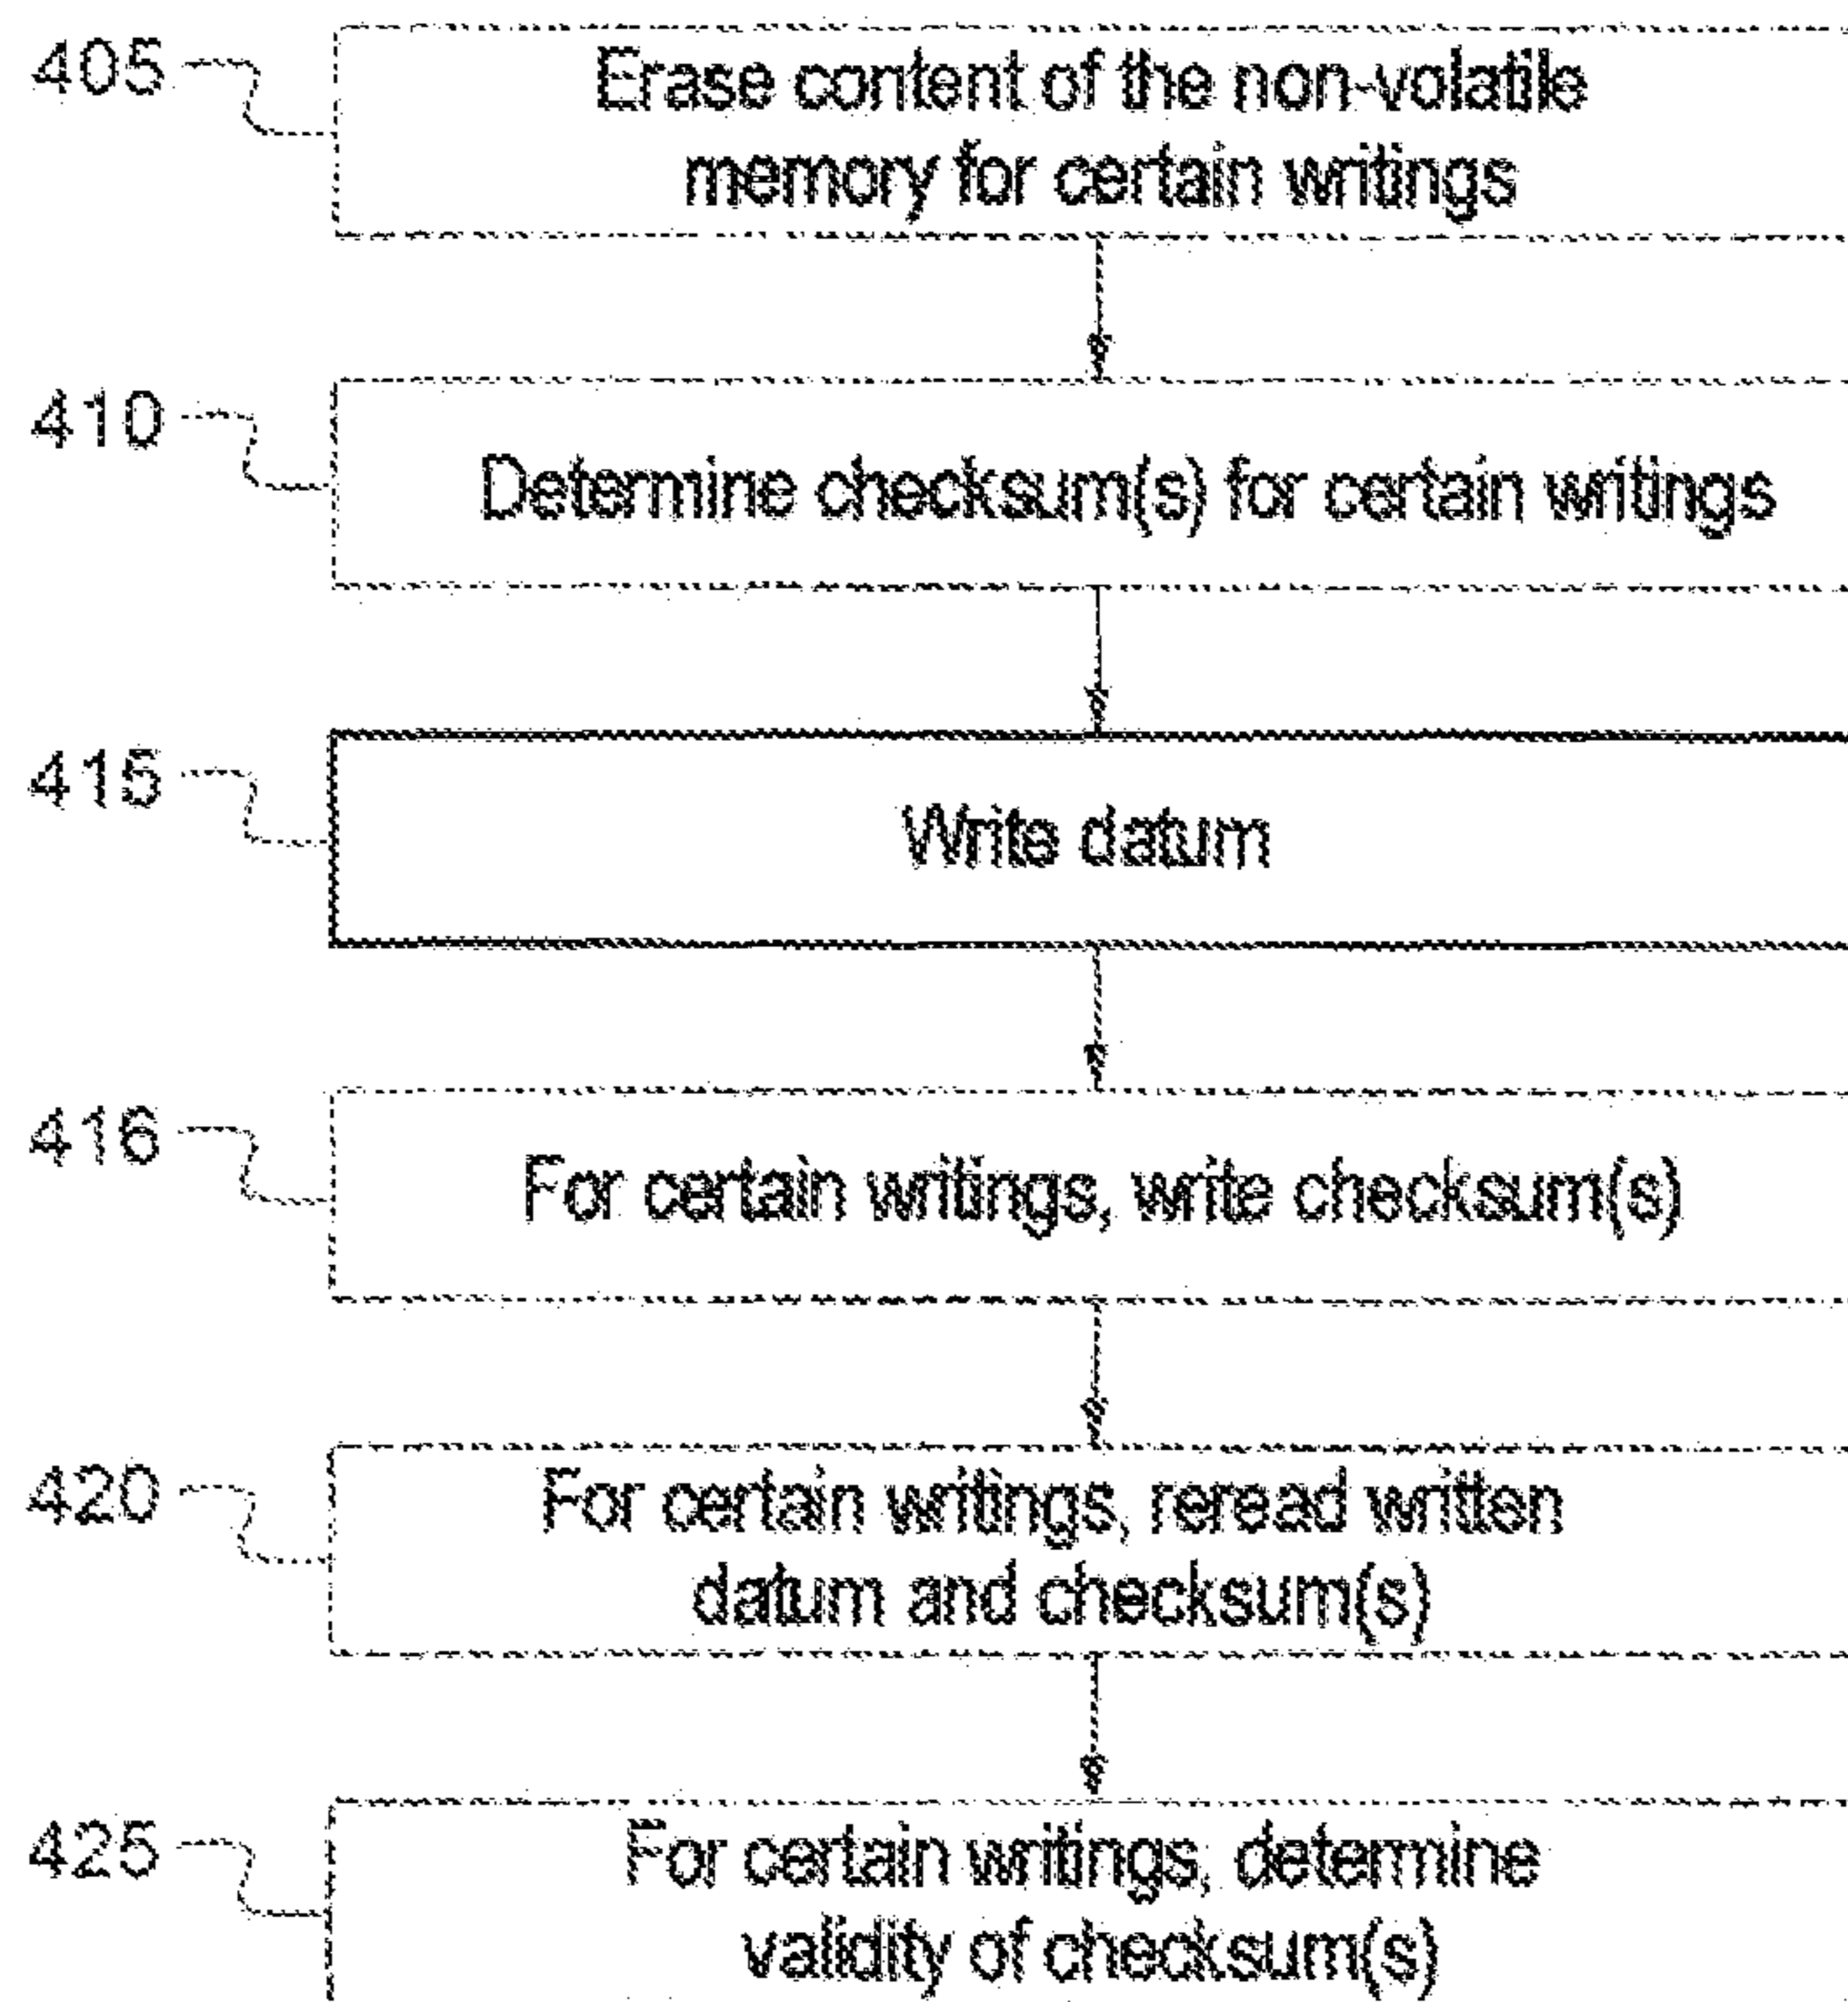 405
Erase content of the non-volatile
memory for certain writings
410
Determine checksum(s) for certain writings
415
Write datum
416
For certain writings, write checksum(s)
420
For certain writings, reread written
datum and checksum(s)
425
For certain writings, determine
validity of checksum(s)